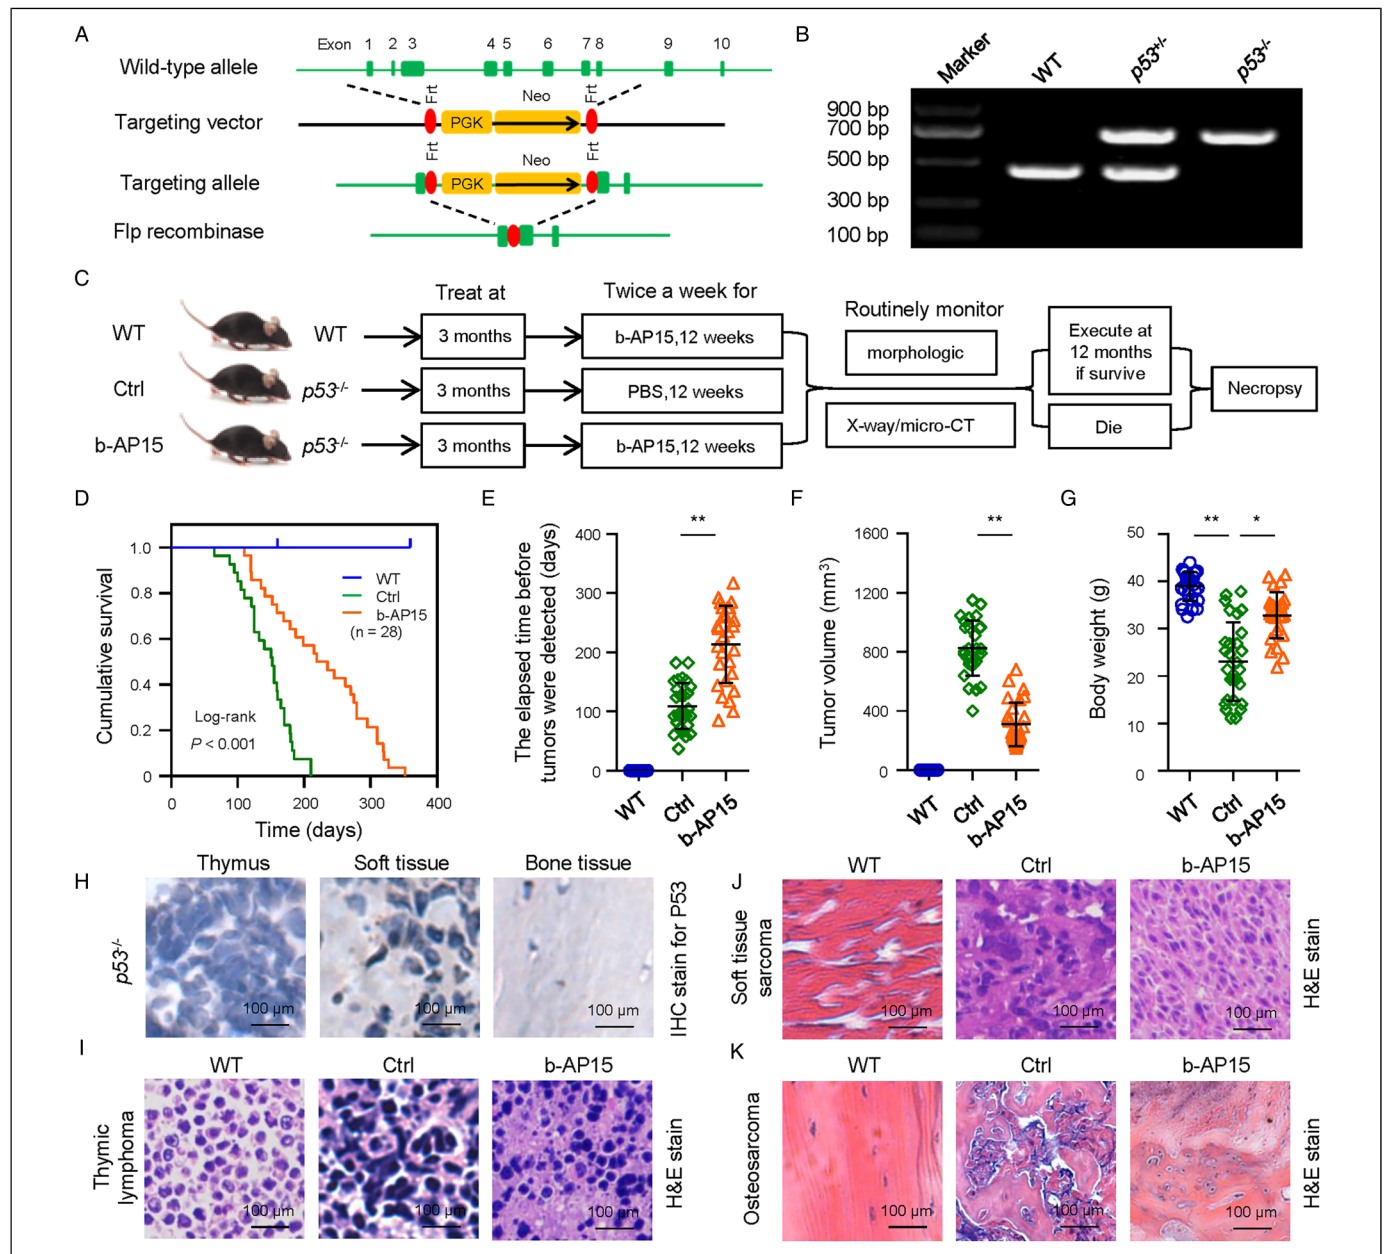 A
Exon 1 2 3 4 5 6 7 8 9 10
Wild-type allele
Frt Neo Frt
Targeting vector PGK
Frt Neo Frt
Targeting allele PGK
Flp recombinase
B
Marker WT p53+/- p53-/-
900 bp
700 bp
500 bp
300 bp
100 bp
C
Treat at Twice a week for
Routinely monitor
WT WT 3 months b-AP15,12 weeks
morphologic
Execute at
12 months
if survive
Ctrl p53-/- 3 months PBS,12 weeks
Necropsy
X-way/micro-CT
Die
b-AP15 p53-/- 3 months b-AP15,12 weeks
D
Cumulative survival
1.0
0.8
0.6
0.4
0.2
0
WT
Ctrl
b-AP15
(n = 28)
Log-rank
P < 0.001
0 100 200 300 400
Time (days)
E
The elapsed time before
tumors were detected (days)
400
300
200
100
0
**
WT Ctrl b-AP15
F
Tumor volume (mm3)
1600
1200
800
400
0
**
WT Ctrl b-AP15
G
Body weight (g)
50
40
30
20
10
0
** *
WT Ctrl b-AP15
H
Thymus Soft tissue Bone tissue
p53-/-
100 μm 100 μm 100 μm
IHC stain for P53
I
WT Ctrl b-AP15
Thymic
lymphoma
100 μm 100 μm 100 μm
H&E stain
J
WT Ctrl b-AP15
Soft tissue
sarcoma
100 μm 100 μm 100 μm
H&E stain
K
WT Ctrl b-AP15
Osteosarcoma
100 μm 100 μm 100 μm
H&E stain